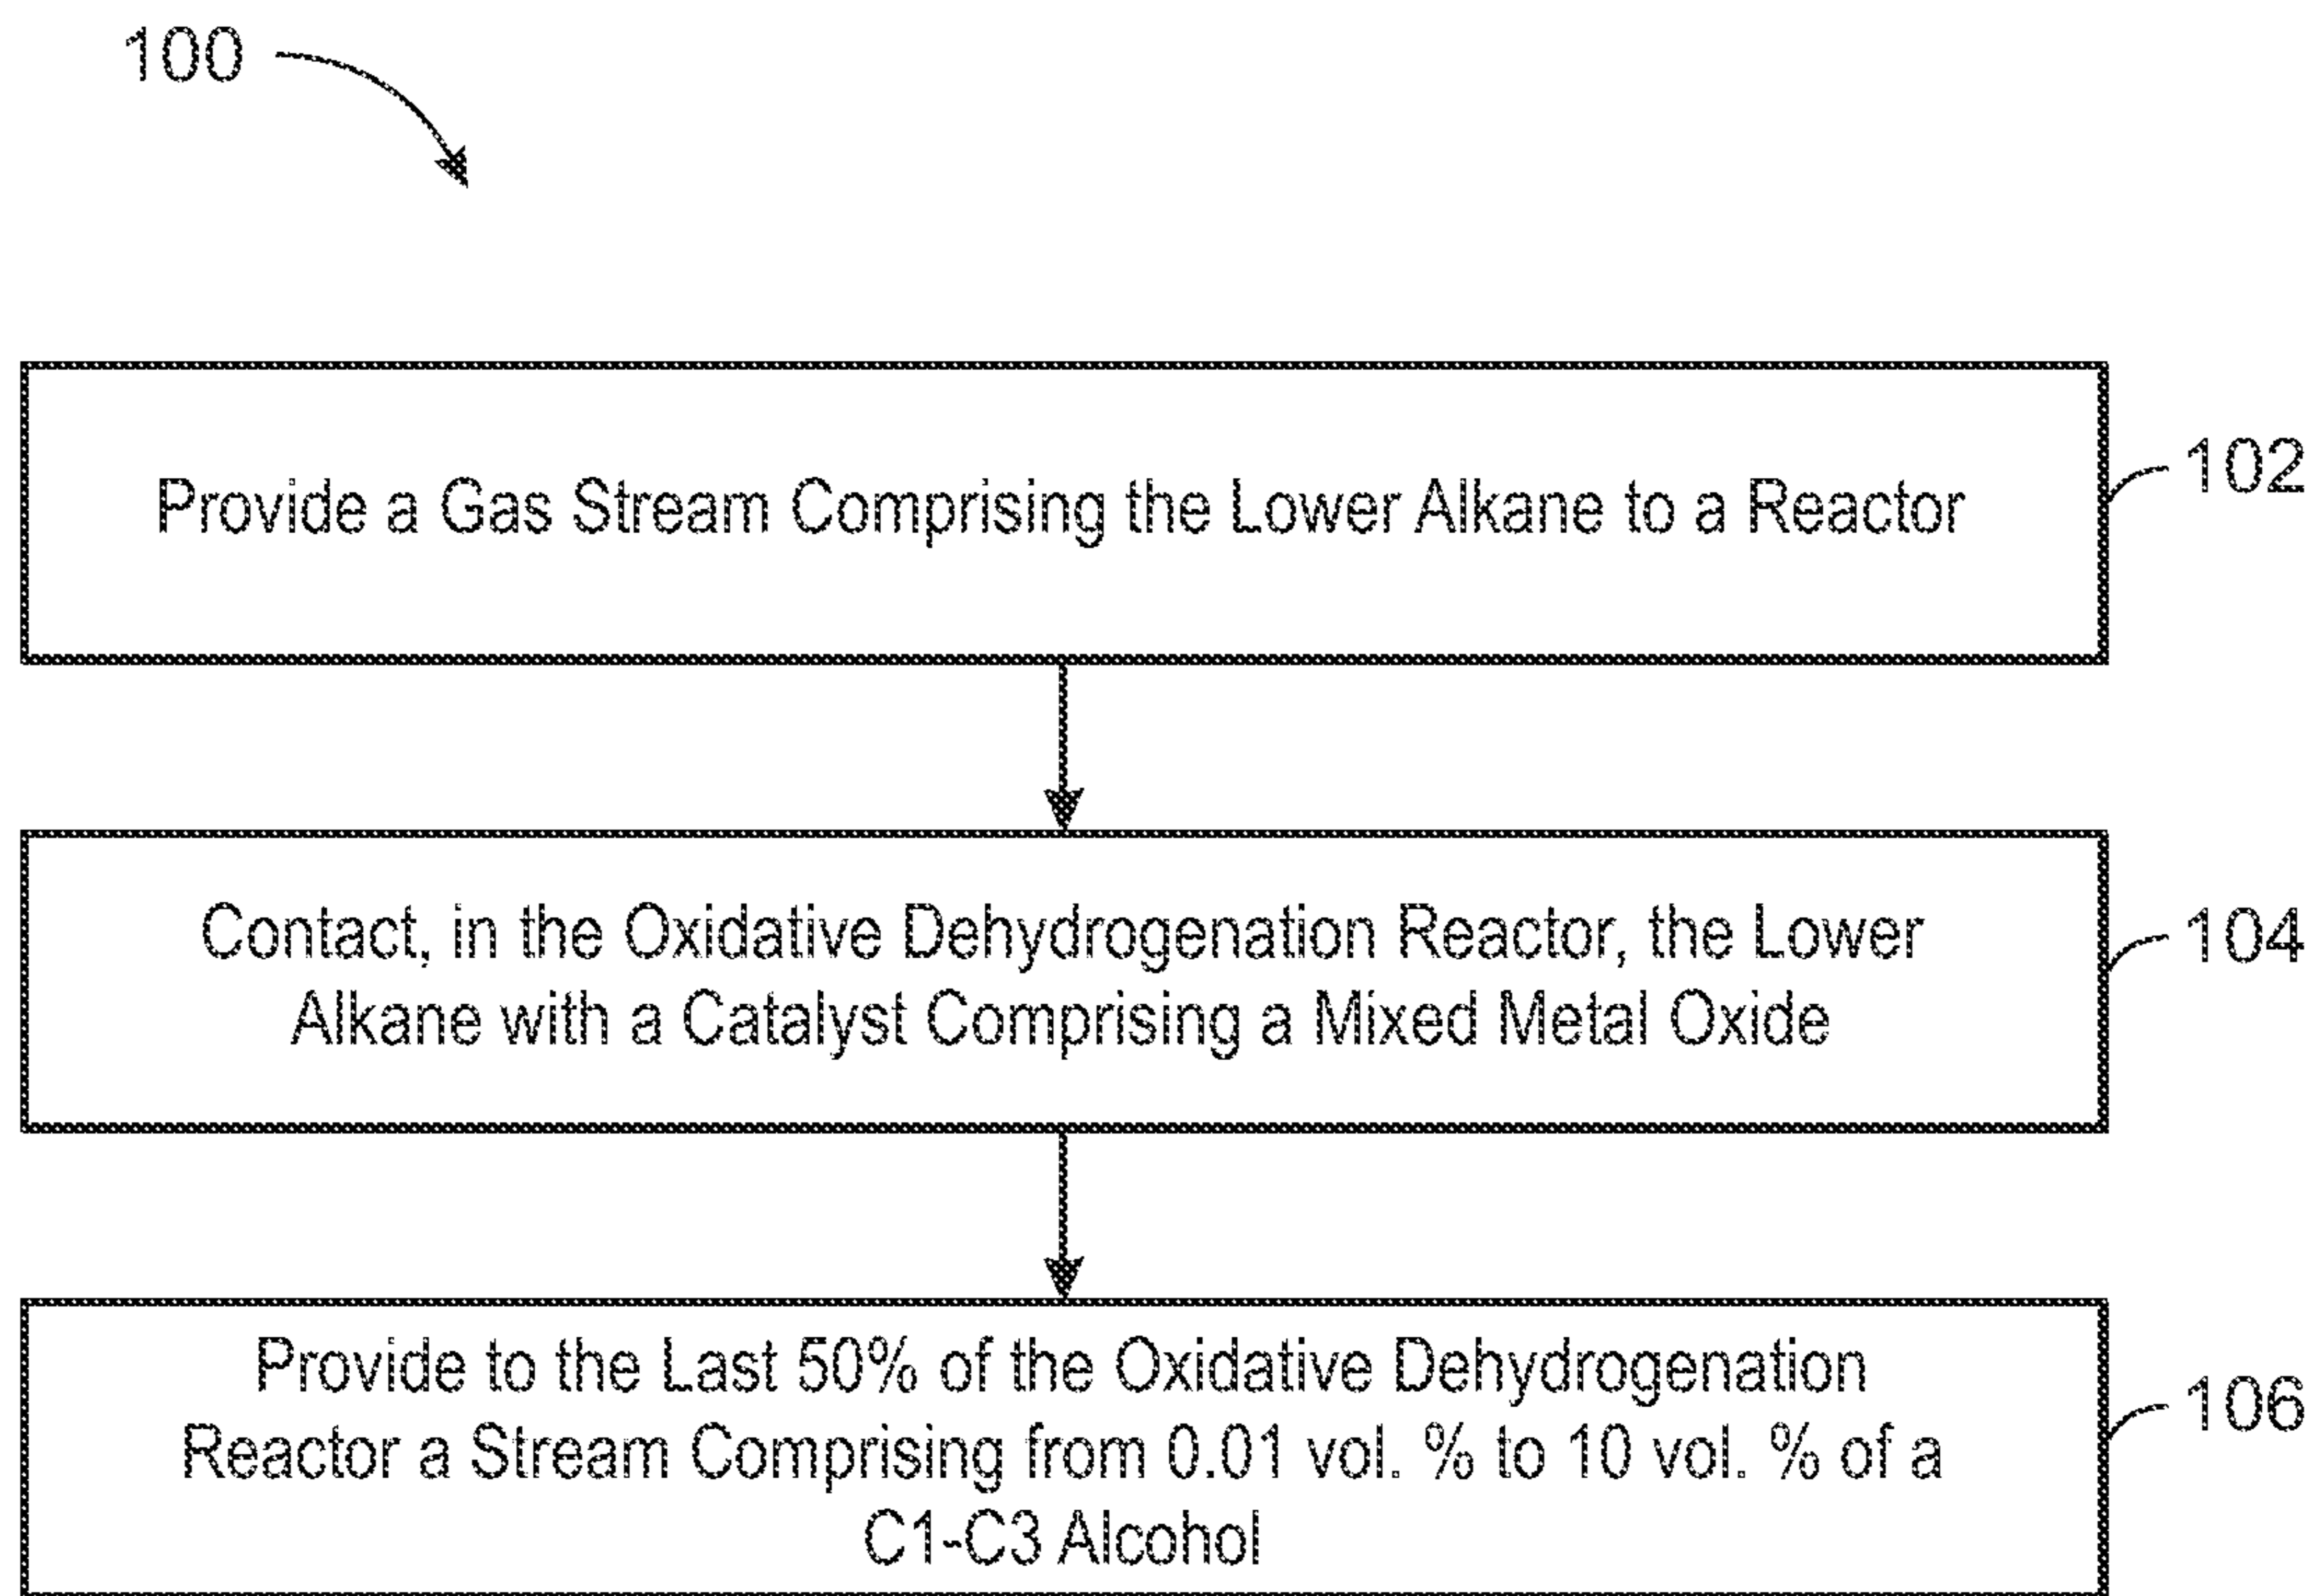 100
Provide a Gas Stream Comprising the Lower Alkane to a Reactor
102
Contact, in the Oxidative Dehydrogenation Reactor, the Lower
Alkane with a Catalyst Comprising a Mixed Metal Oxide
104
Provide to the Last 50% of the Oxidative Dehydrogenation
Reactor a Stream Comprising from 0.01 vol. % to 10 vol. % of a
C1-C3 Alcohol
106